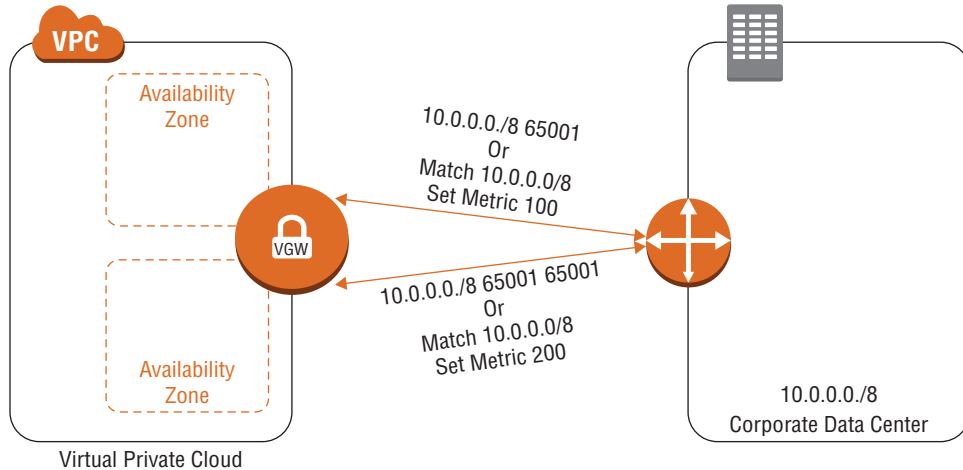 VPC
Availability
Zone
10.0.0.0./8 65001
Or
Match 10.0.0.0/8
Set Metric 100
VGW
10.0.0.0./8 65001 65001
Or
Match 10.0.0.0/8
Set Metric 200
Availability
Zone
10.0.0.0./8
Corporate Data Center
Virtual Private Cloud